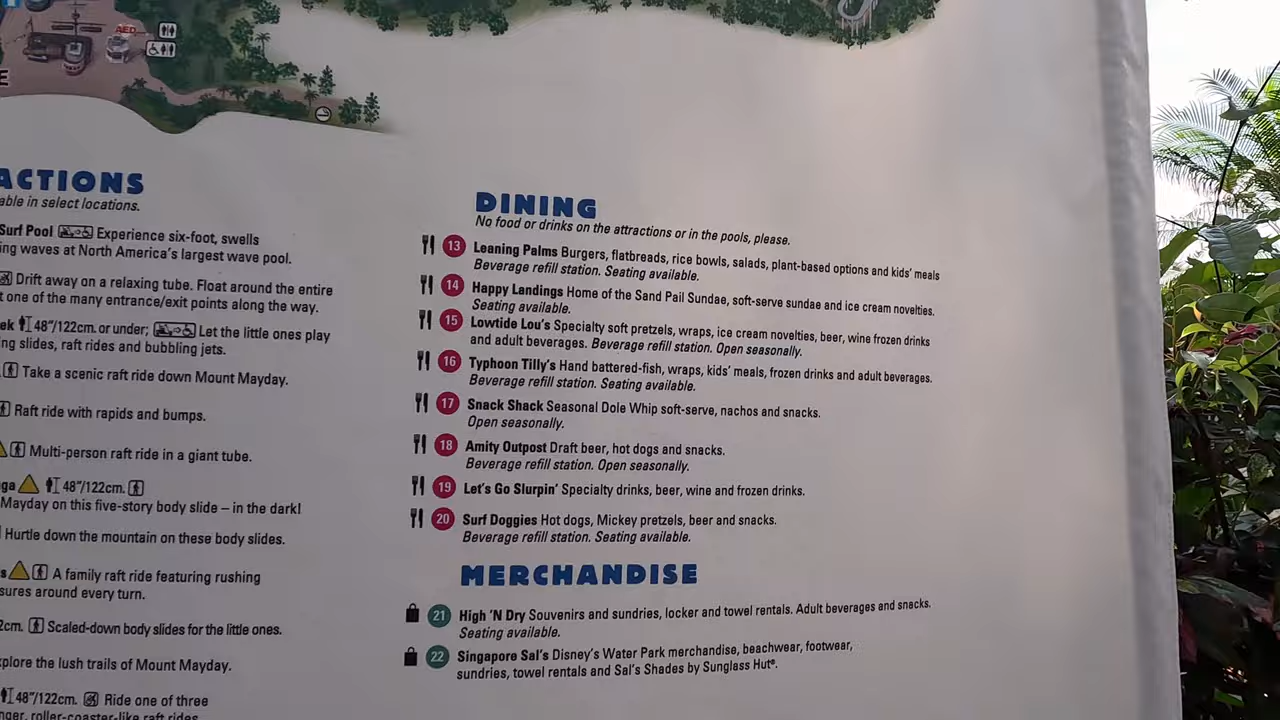 AED
E
ACTIONS
able in select locations.
Surf Pool Experience six-foot, swells
ing waves at North America's largest wave pool.
Drift away on a relaxing tube. Float around the entire
t one of the many entrance/exit points along the way.
ek 48"/122cm. or under; Let the little ones play
ng slides, raft rides and bubbling jets.
Take a scenic raft ride down Mount Mayday.
Raft ride with rapids and bumps.
Multi-person raft ride in a giant tube.
ga 48"/122cm.
Mayday on this five-story body slide – in the dark!
Hurtle down the mountain on these body slides.
s A family raft ride featuring rushing
sures around every turn.
2cm. Scaled-down body slides for the little ones.
xplore the lush trails of Mount Mayday.
48"/122cm. Ride one of three
nger, roller-coaster-like raft rides
DINING
No food or drinks on the attractions or in the pools, please.
13 Leaning Palms Burgers, flatbreads, rice bowls, salads, plant-based options and kids' meals
Beverage refill station. Seating available.
14 Happy Landings Home of the Sand Pail Sundae, soft-serve sundae and ice cream novelties.
Seating available.
15 Lowtide Lou's Specialty soft pretzels, wraps, ice cream novelties, beer, wine frozen drinks
and adult beverages. Beverage refill station. Open seasonally.
16 Typhoon Tilly's Hand battered-fish, wraps, kids' meals, frozen drinks and adult beverages.
Beverage refill station. Seating available.
17 Snack Shack Seasonal Dole Whip soft-serve, nachos and snacks.
Open seasonally.
18 Amity Outpost Draft beer, hot dogs and snacks.
Beverage refill station. Open seasonally.
19 Let's Go Slurpin' Specialty drinks, beer, wine and frozen drinks.
20 Surf Doggies Hot dogs, Mickey pretzels, beer and snacks.
Beverage refill station. Seating available.
MERCHANDISE
21 High 'N Dry Souvenirs and sundries, locker and towel rentals. Adult beverages and snacks.
Seating available.
22 Singapore Sal's Disney's Water Park merchandise, beachwear, footwear,
sundries, towel rentals and Sal's Shades by Sunglass Hut®.